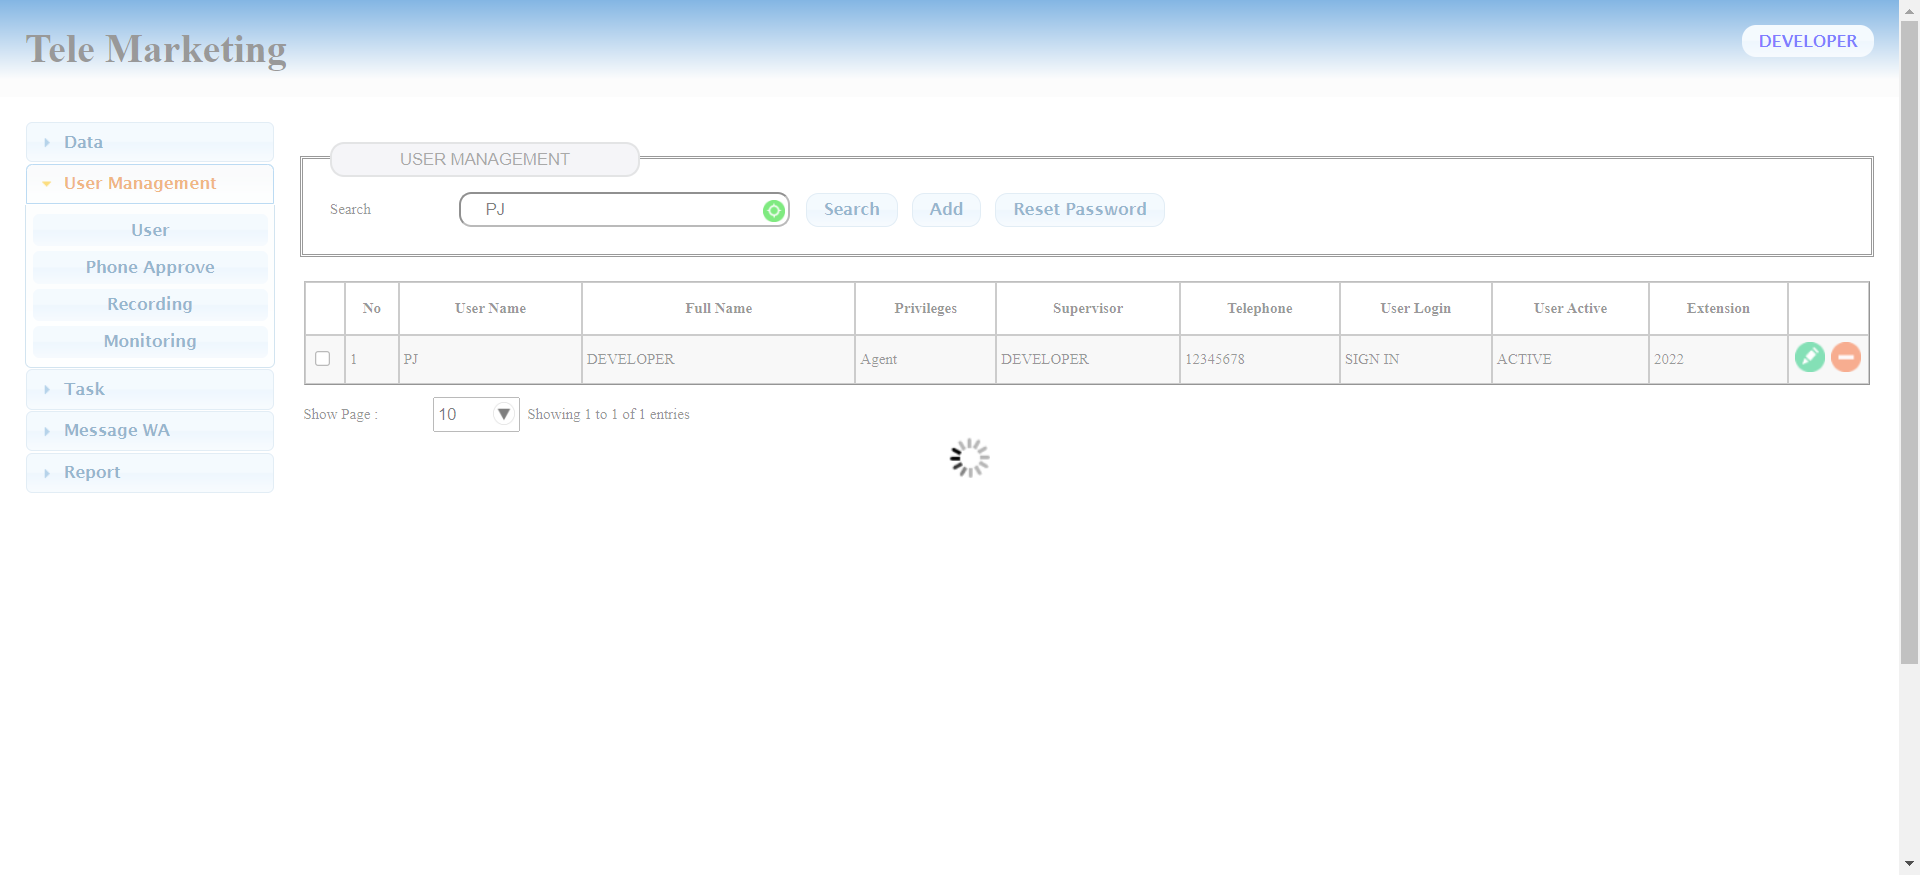 Tele Marketing
DEVELOPER
Data
User Management
User
Phone Approve
Recording
Monitoring
Task
Message WA
Report
USER MANAGEMENT
Search PJ Search Add Reset Password
No User Name Full Name Privileges Supervisor Telephone User Login User Active Extension
1 PJ DEVELOPER Agent DEVELOPER 12345678 SIGN IN ACTIVE 2022
Show Page : 10 Showing 1 to 1 of 1 entries